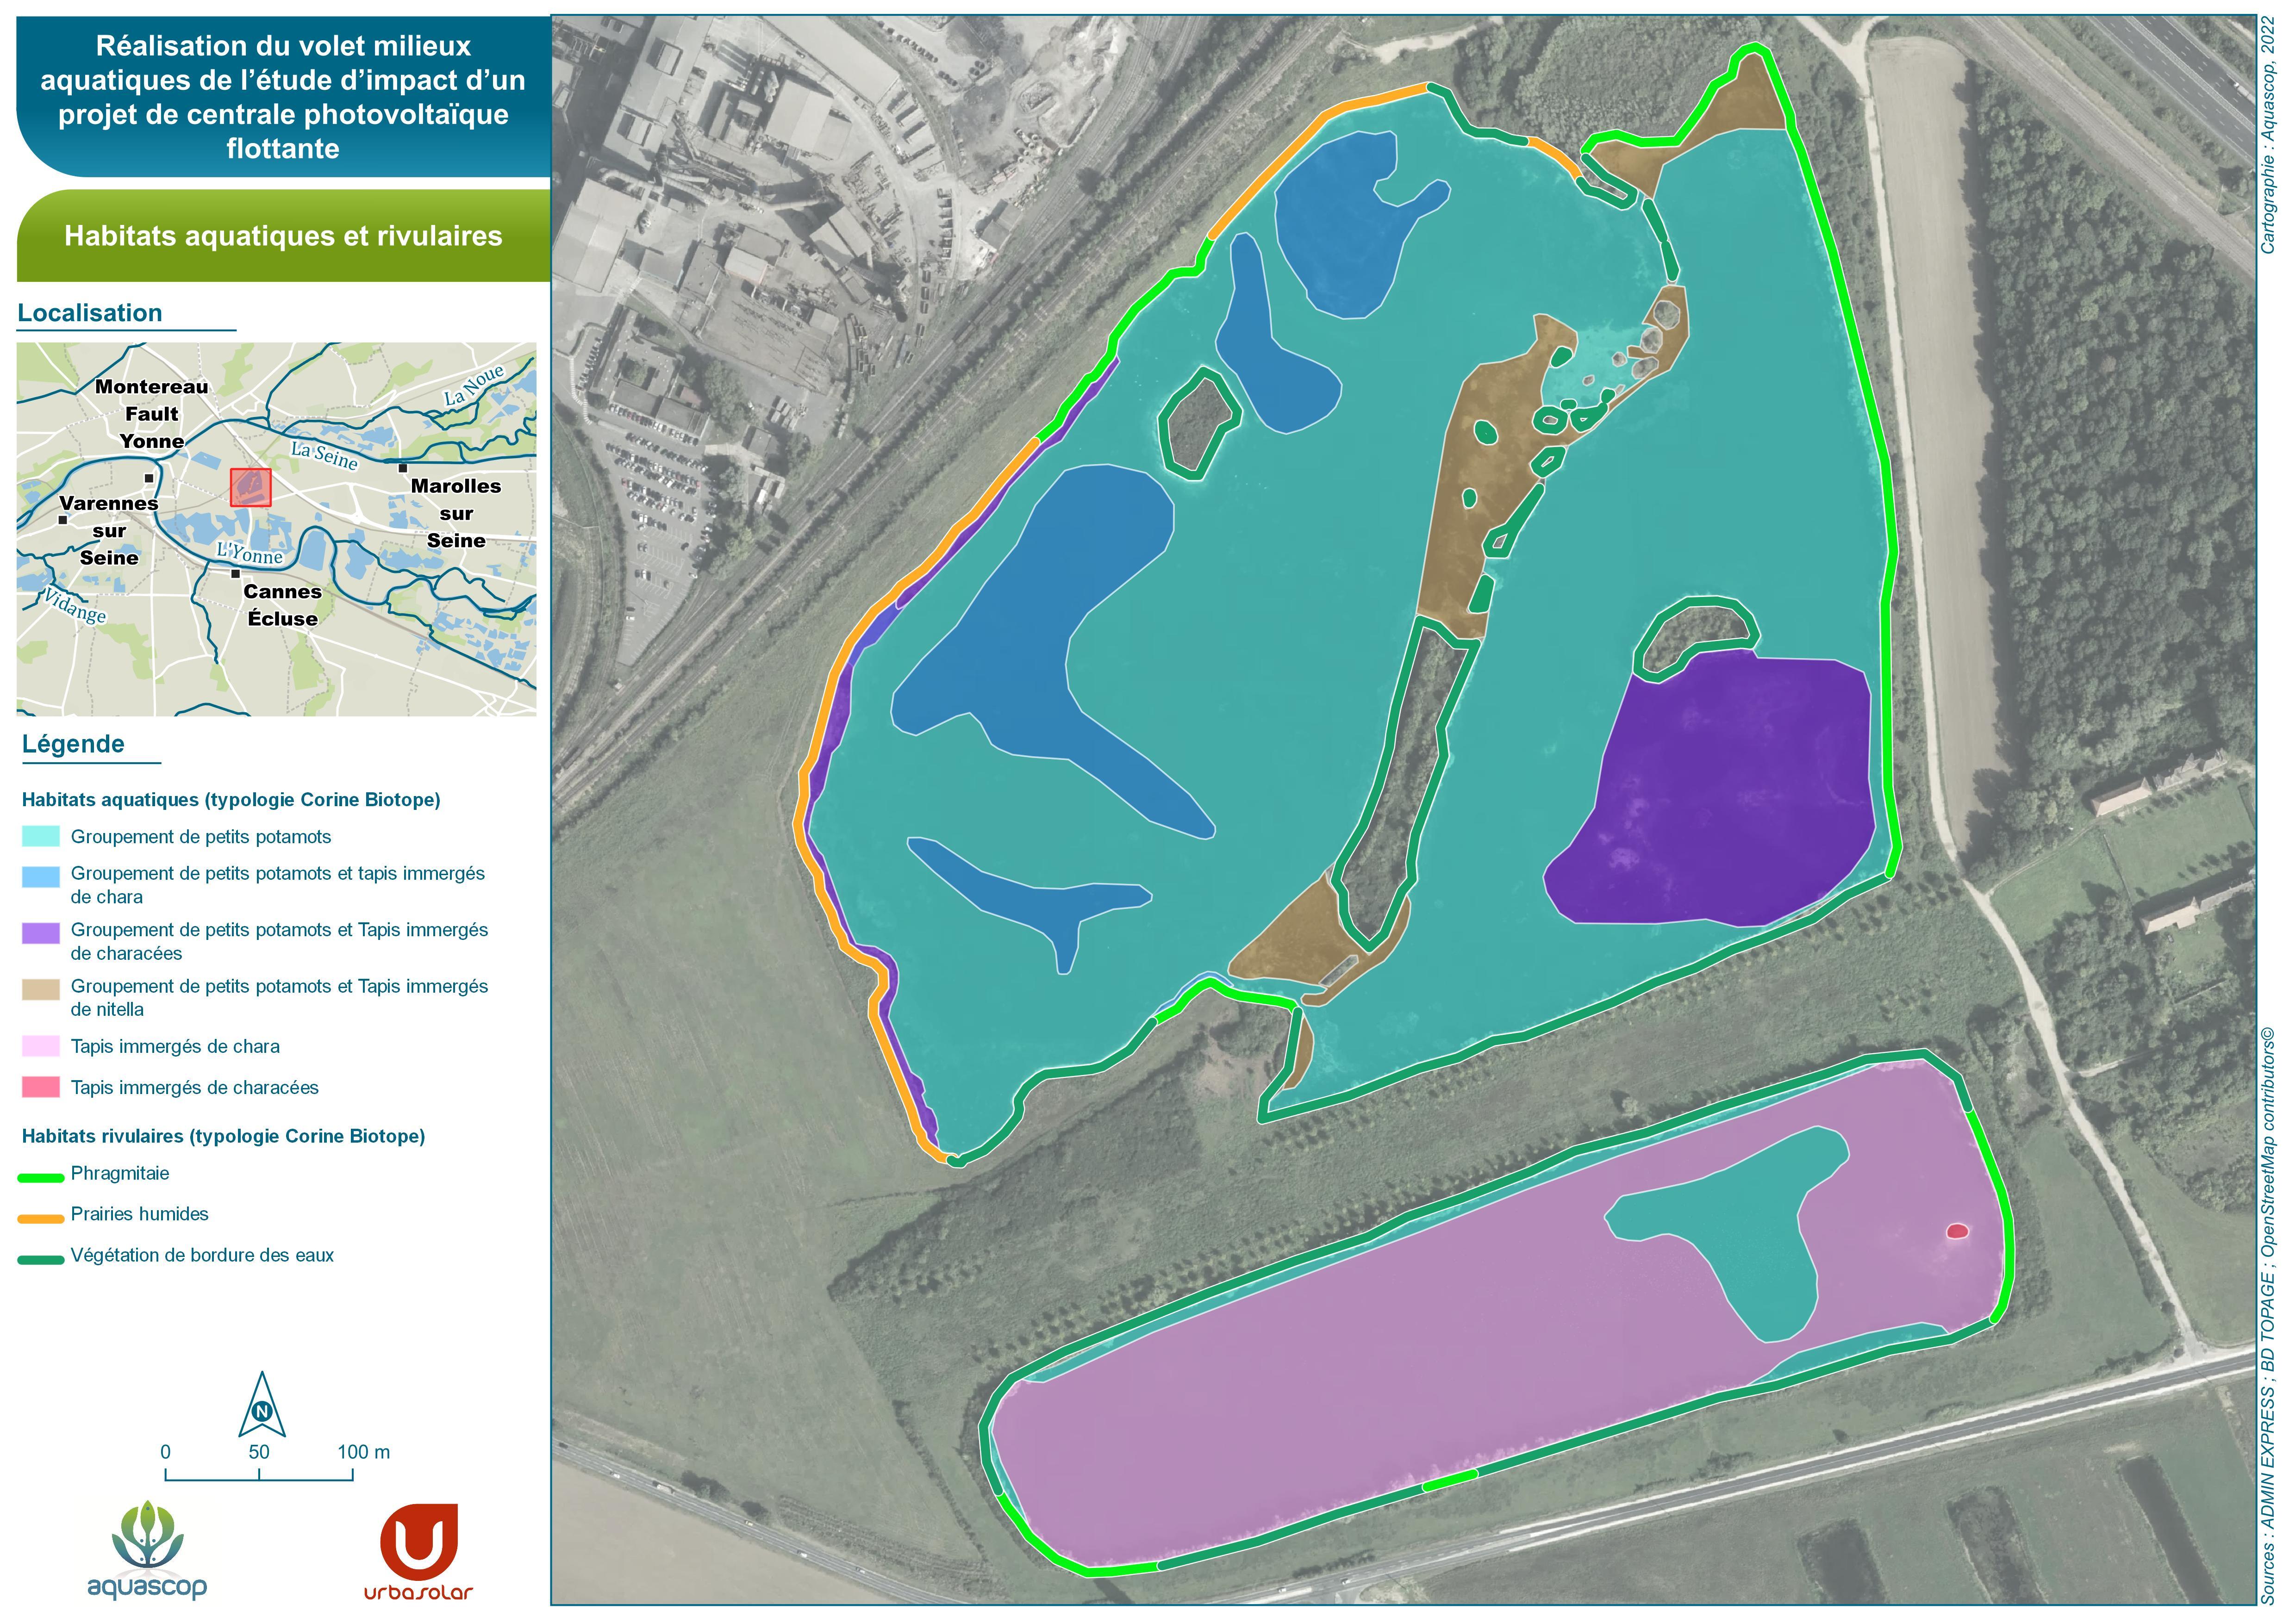 Réalisation du volet milieux
aquatiques de l'étude d'impact d'un
projet de centrale photovoltaïque
flottante
Habitats aquatiques et rivulaires
Localisation
Montereau
Fault
Yonne
La Noue
La Seine
Marolles
sur
Seine
Varennes
sur
Seine
L'Yonne
Cannes
Écluse
Vidange
Légende
Habitats aquatiques (typologie Corine Biotope)
Groupement de petits potamots
Groupement de petits potamots et tapis immergés
de chara
Groupement de petits potamots et Tapis immergés
de characées
Groupement de petits potamots et Tapis immergés
de nitella
Tapis immergés de chara
Tapis immergés de characées
Habitats rivulaires (typologie Corine Biotope)
Phragmitaie
Prairies humides
Végétation de bordure des eaux
N
0 50 100 m
aquascop
urbasolar
Cartographie : Aquascop, 2022
Sources : ADMIN EXPRESS ; BD TOPAGE ; OpenStreetMap contributors©